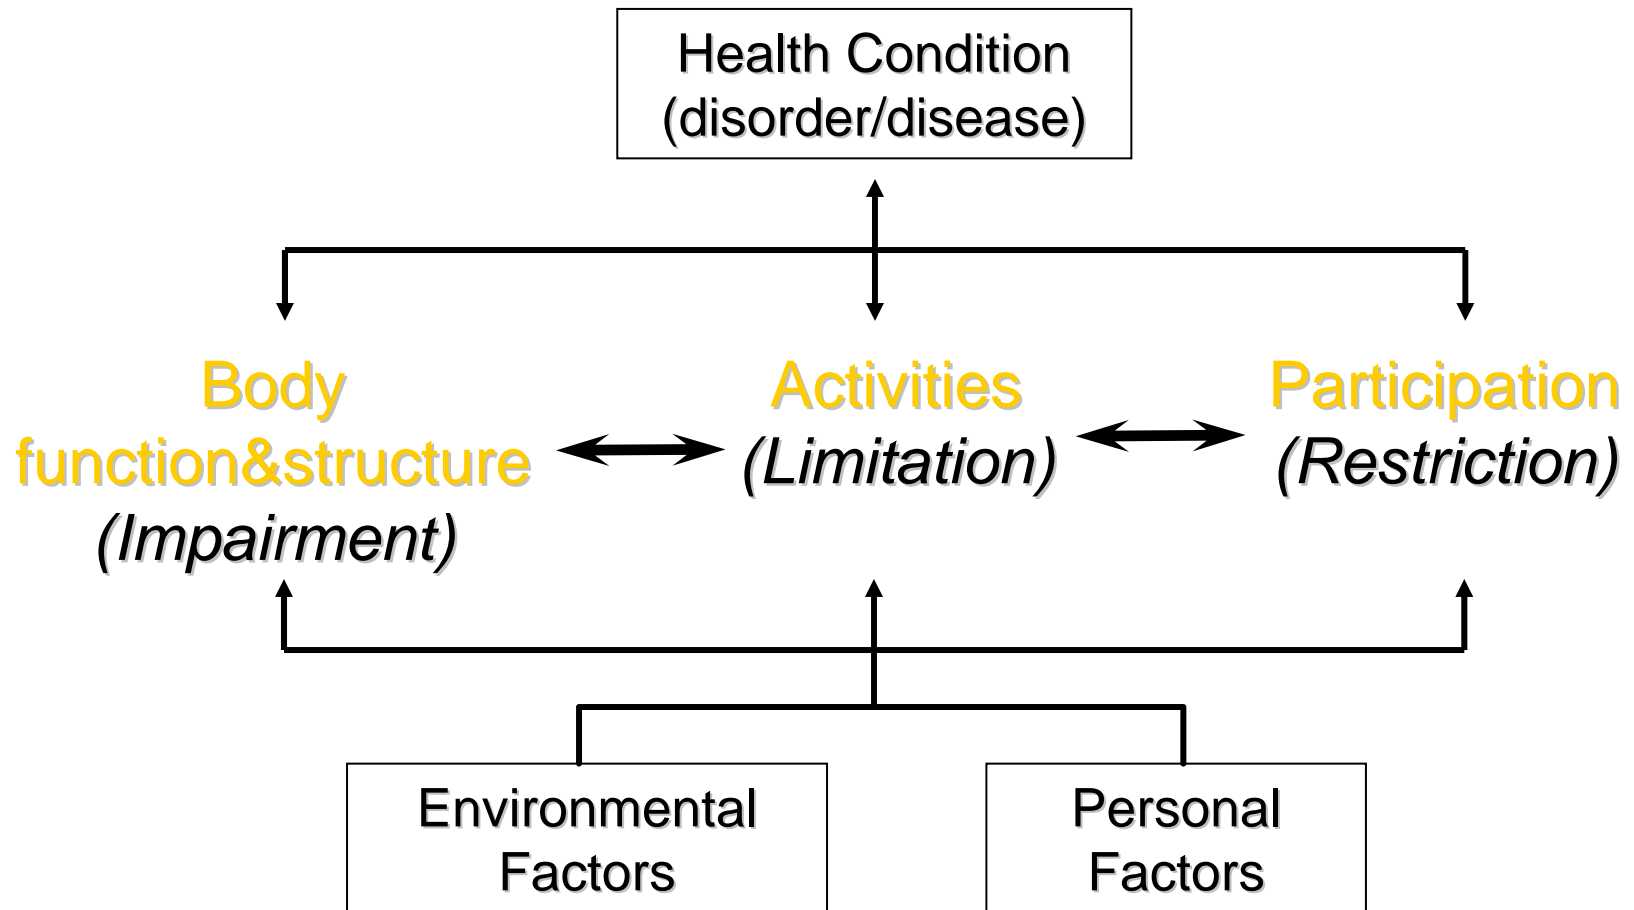 Health Condition
(disorder/disease)
Body
function&structure
(Impairment)
Activities
(Limitation)
Participation
(Restriction)
Environmental
Factors
Personal
Factors